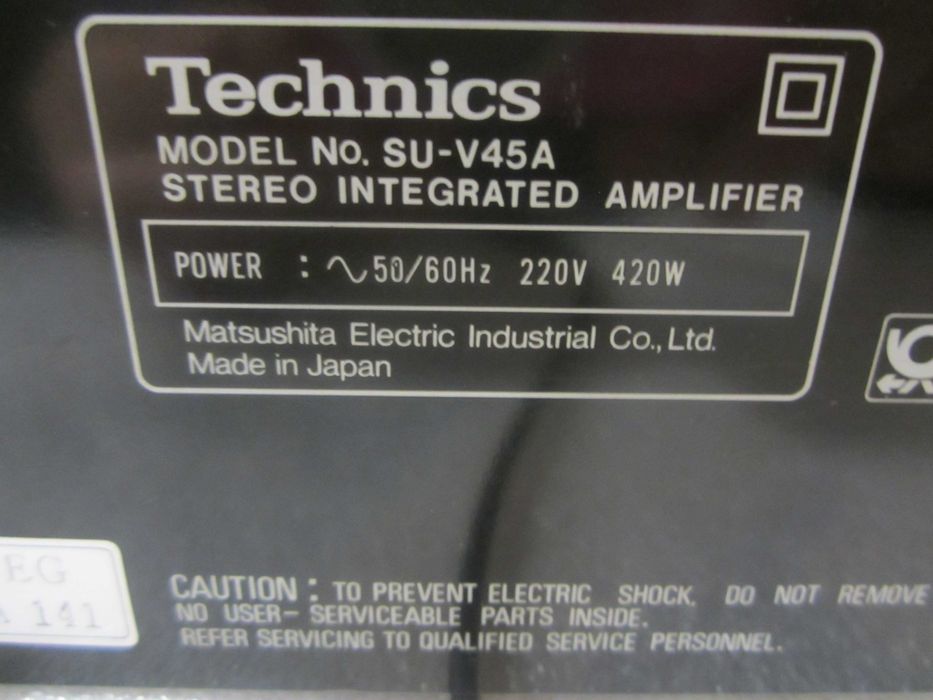 Technics
MODEL No. SU-V45A
STEREO INTEGRATED AMPLIFIER
POWER : ∿50/60Hz 220V 420W
Matsushita Electric Industrial Co., Ltd.
Made in Japan
EG
141
CAUTION : TO PREVENT ELECTRIC SHOCK. DO NOT REMOVE
NO USER-SERVICEABLE PARTS INSIDE.
REFER SERVICING TO QUALIFIED SERVICE PERSONNEL.